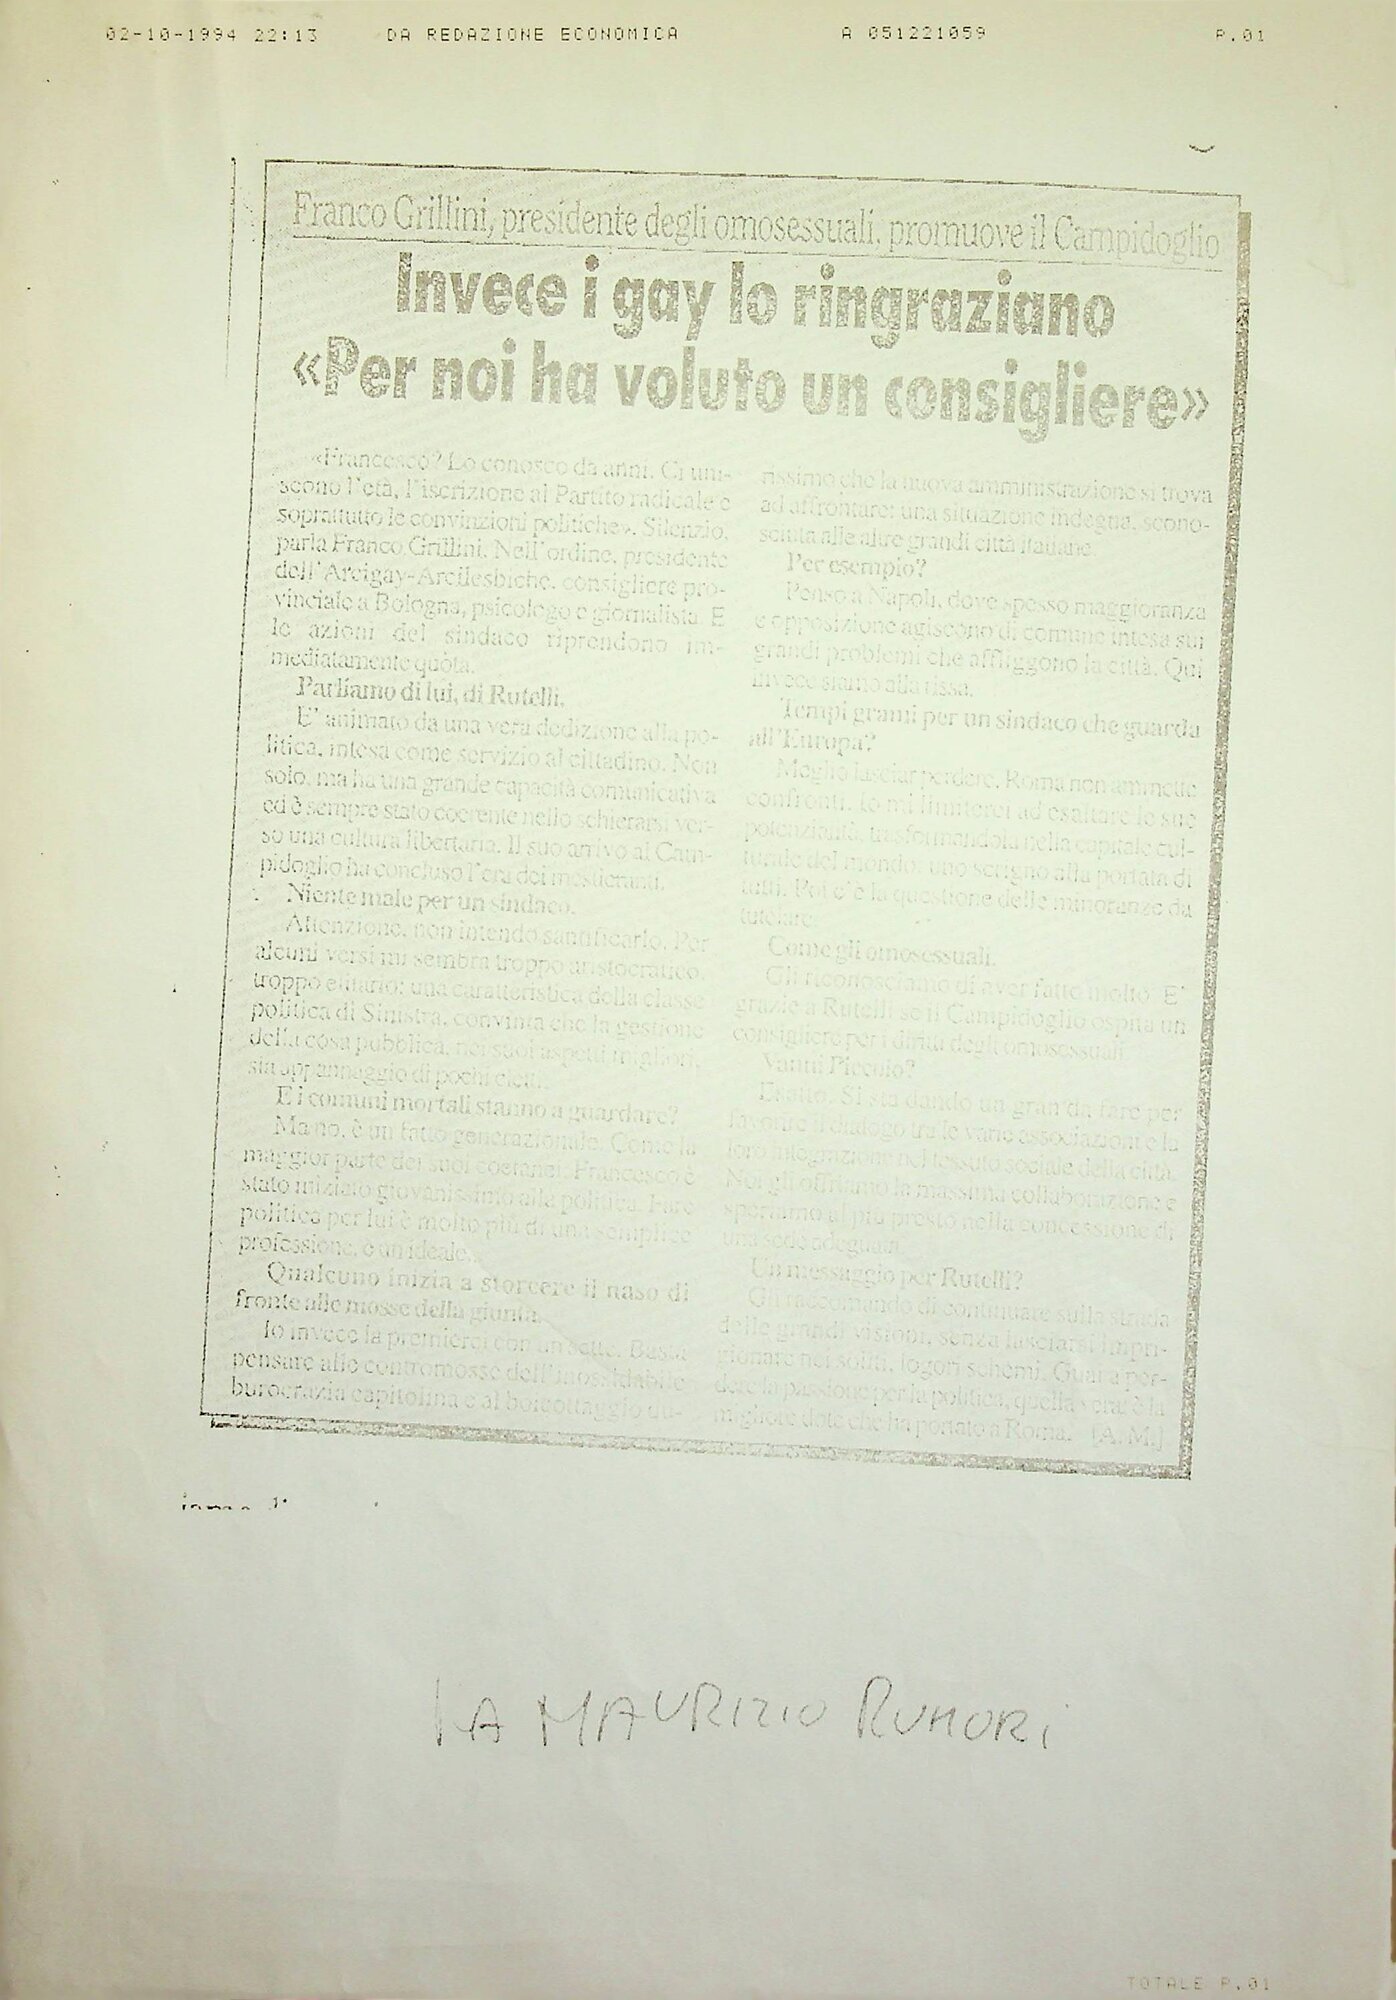 02-10-1994 22:13 DA REDAZIONE ECONOMICA A 051221059 P.01
Franco Grillini, presidente degli omosessuali, promuove il Campidoglio
Invece i gay lo ringraziano
«Per noi ha voluto un consigliere»
«Francesco? Lo conosco da anni. Ci uni-
scono l'età, l'iscrizione al Partito radicale e
soprattutto le convinzioni politiche». Silenzio,
parla Franco Grillini. Nell'ordine, presidente
dell'Arcigay-Arcilesbiche, consigliere pro-
vinciale a Bologna, psicologo e giornalista. E
le azioni del sindaco riprendono im-
mediatamente quota.
Parliamo di lui, di Rutelli.
E' animato da una vera dedizione alla po-
litica, intesa come servizio al cittadino. Non
solo, ma ha una grande capacità comunicativa
ed è sempre stato coerente nello schierarsi ver-
so una cultura libertaria. Il suo arrivo al Cam-
pidoglio ha concluso l'era dei mestieranti.
Niente male per un sindaco.
Attenzione, non intendo santificarlo. Per
alcuni versi mi sembra troppo aristocratico,
troppo elitario: una caratteristica della classe
politica di Sinistra, convinta che la gestione
della cosa pubblica, nei suoi aspetti migliori,
sia appannaggio di pochi eletti.
E i comuni mortali stanno a guardare?
Ma no, è un fatto generazionale. Come la
maggior parte dei suoi coetanei, Francesco è
stato iniziato giovanissimo alla politica. Fare
politica per lui è molto più di una semplice
professione, è un ideale.
Qualcuno inizia a storcere il naso di
fronte alle mosse della giunta.
Io invece la premierei con un sette. Basta
pensare alle contromosse dell'inossidabile
burocrazia capitolina e al boicottaggio du-
rissimo che la nuova amministrazione si trova
ad affrontare: una situazione indegna, scono-
sciuta alle altre grandi città italiane.
Per esempio?
Penso a Napoli, dove spesso maggioranza
e opposizione agiscono di comune intesa sui
grandi problemi che affliggono la città. Qui
invece siamo alla rissa.
Tempi grami per un sindaco che guarda
all'Europa?
Meglio lasciar perdere, Roma non ammette
confronti. Io mi limiterei ad esaltare le sue
potenzialità, trasformandola nella capitale cul-
turale del mondo: uno scrigno alla portata di
tutti. Poi c'è la questione delle minoranze da
tutelare.
Come gli omosessuali.
Gli riconosciamo di aver fatto molto. E'
grazie a Rutelli se il Campidoglio ospita un
consigliere per i diritti degli omosessuali.
Vanni Piccolo?
Esatto. Si sta dando un gran da fare per
favorire il dialogo tra le varie associazioni e la
loro integrazione nel tessuto sociale della città.
Noi gli offriamo la massima collaborazione e
speriamo al più presto nella concessione di
una sede adeguata.
Un messaggio per Rutelli?
Gli raccomando di continuare sulla strada
delle grandi visioni, senza lasciarsi impri-
gionare nei soliti, logori schemi. Guai a per-
dere la passione per la politica, quella vera: è la
migliore dote che ha portato a Roma. [A. M.]
MAURIZIO RUMORI
TOTALE P.01